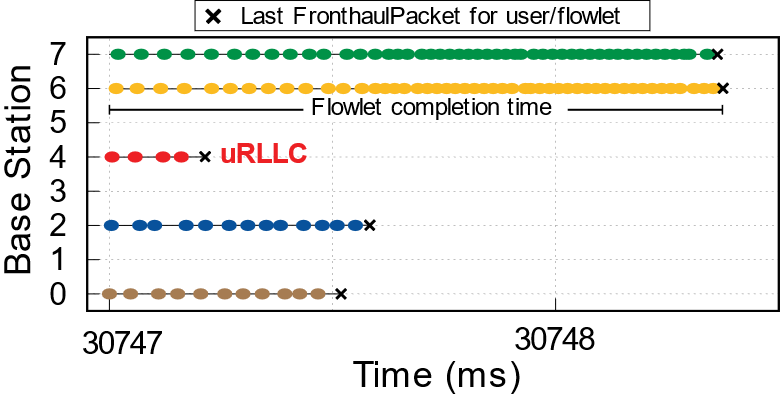 Last FronthaulPacket for user/flowlet
7
6
Flowlet completion time
5
4
uRLLC
3
2
1
0
Base Station
30747
30748
Time (ms)